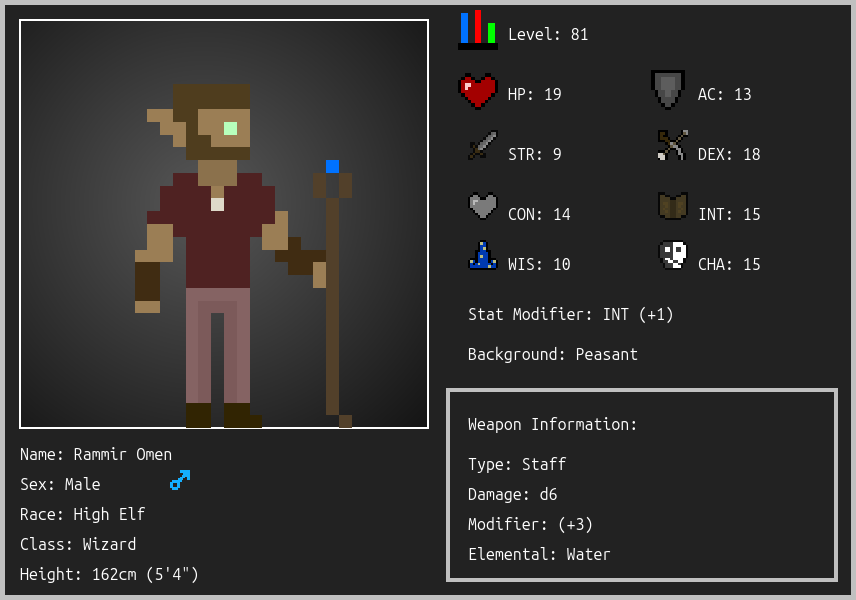 Level: 81
HP: 19
AC: 13
STR: 9
DEX: 18
CON: 14
INT: 15
WIS: 10
CHA: 15
Stat Modifier: INT (+1)
Background: Peasant
Weapon Information:
Type: Staff
Damage: d6
Modifier: (+3)
Elemental: Water
Name: Rammir Omen
Sex: Male
Race: High Elf
Class: Wizard
Height: 162cm (5'4")